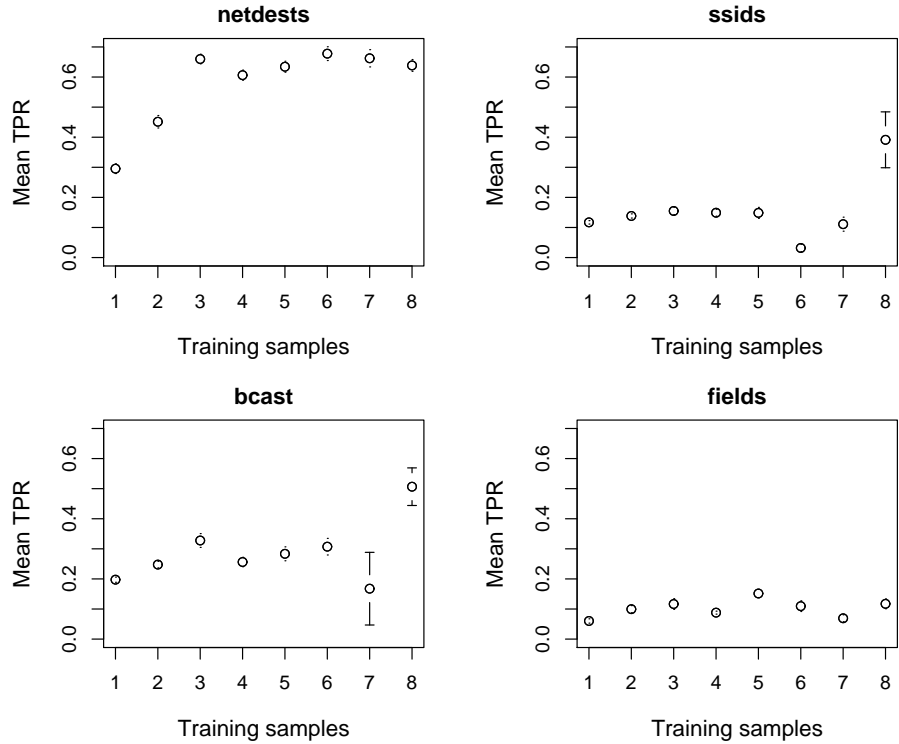 netdests
Mean TPR
0.0 0.2 0.4 0.6
1 2 3 4 5 6 7 8
Training samples
ssids
Mean TPR
0.0 0.2 0.4 0.6
1 2 3 4 5 6 7 8
Training samples
bcast
Mean TPR
0.0 0.2 0.4 0.6
1 2 3 4 5 6 7 8
Training samples
fields
Mean TPR
0.0 0.2 0.4 0.6
1 2 3 4 5 6 7 8
Training samples